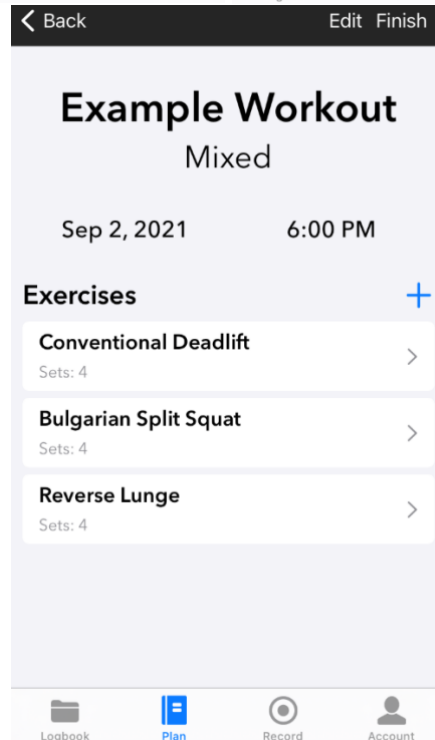 Back
Edit Finish
Example Workout
Mixed
Sep 2, 2021 6:00 PM
Exercises
Conventional Deadlift
Sets: 4
Bulgarian Split Squat
Sets: 4
Reverse Lunge
Sets: 4
Logbook Plan Record Account